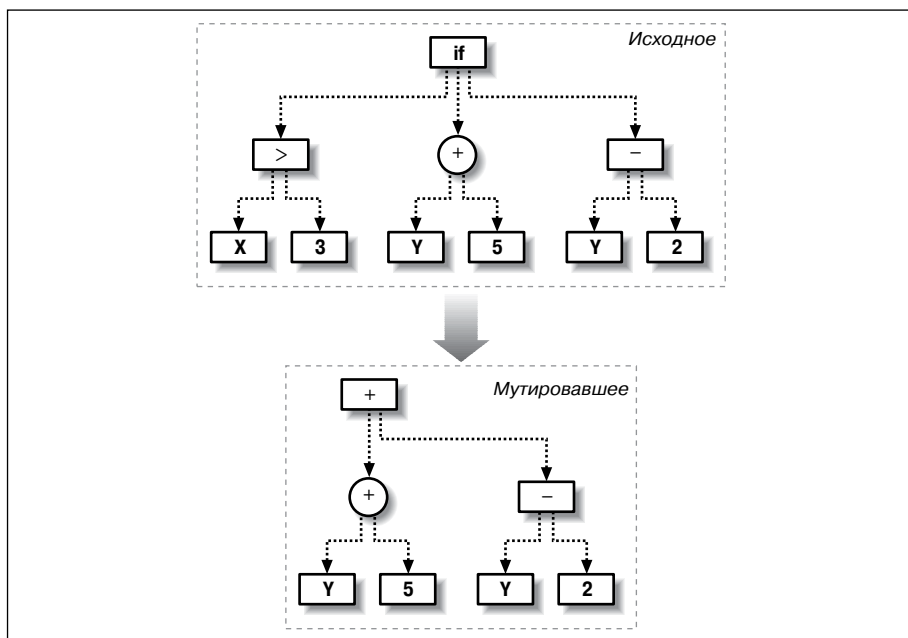 Исходное
if
> + −
X 3 Y 5 Y 2
Мутировавшее
+
+ −
Y 5 Y 2